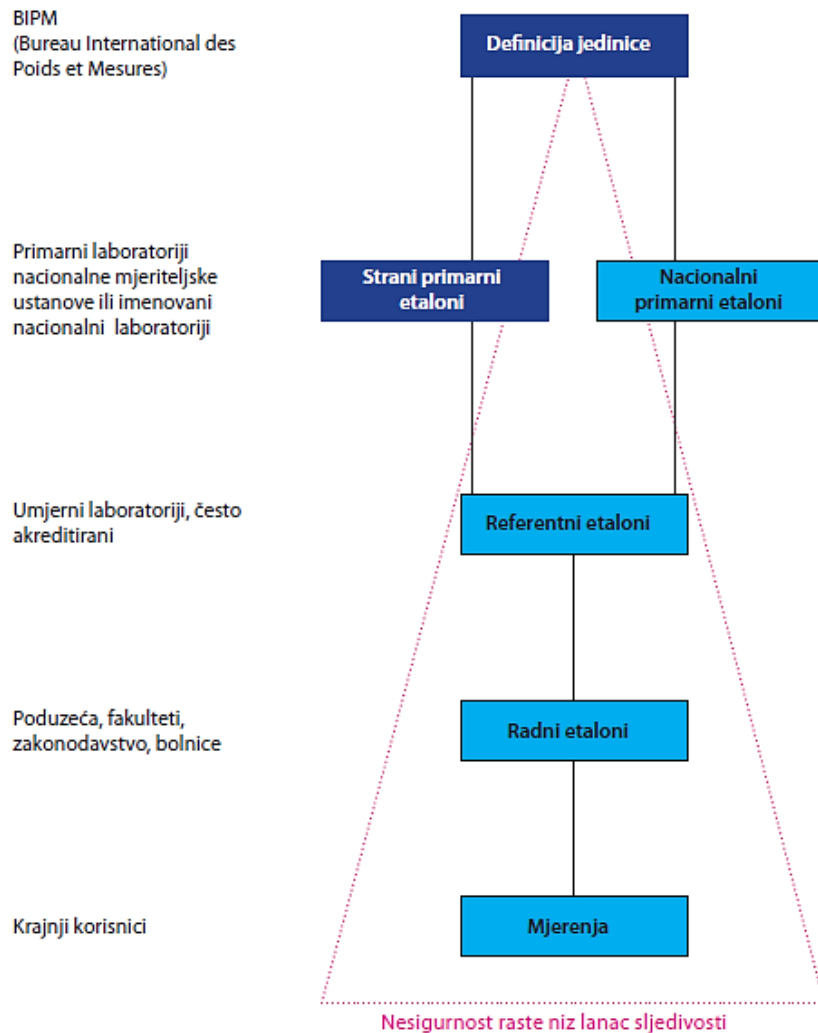 BIPM
(Bureau International des
Poids et Mesures)
Definicija jedinice
Primarni laboratoriji
nacionalne mjeriteljske
ustanove ili imenovani
nacionalni laboratoriji
Strani primarni
etaloni
Nacionalni
primarni etaloni
Umjerni laboratoriji, često
akreditirani
Referentni etaloni
Poduzeća, fakulteti,
zakonodavstvo, bolnice
Radni etaloni
Krajnji korisnici
Mjerenja
Nesigurnost raste niz lanac sljedivosti